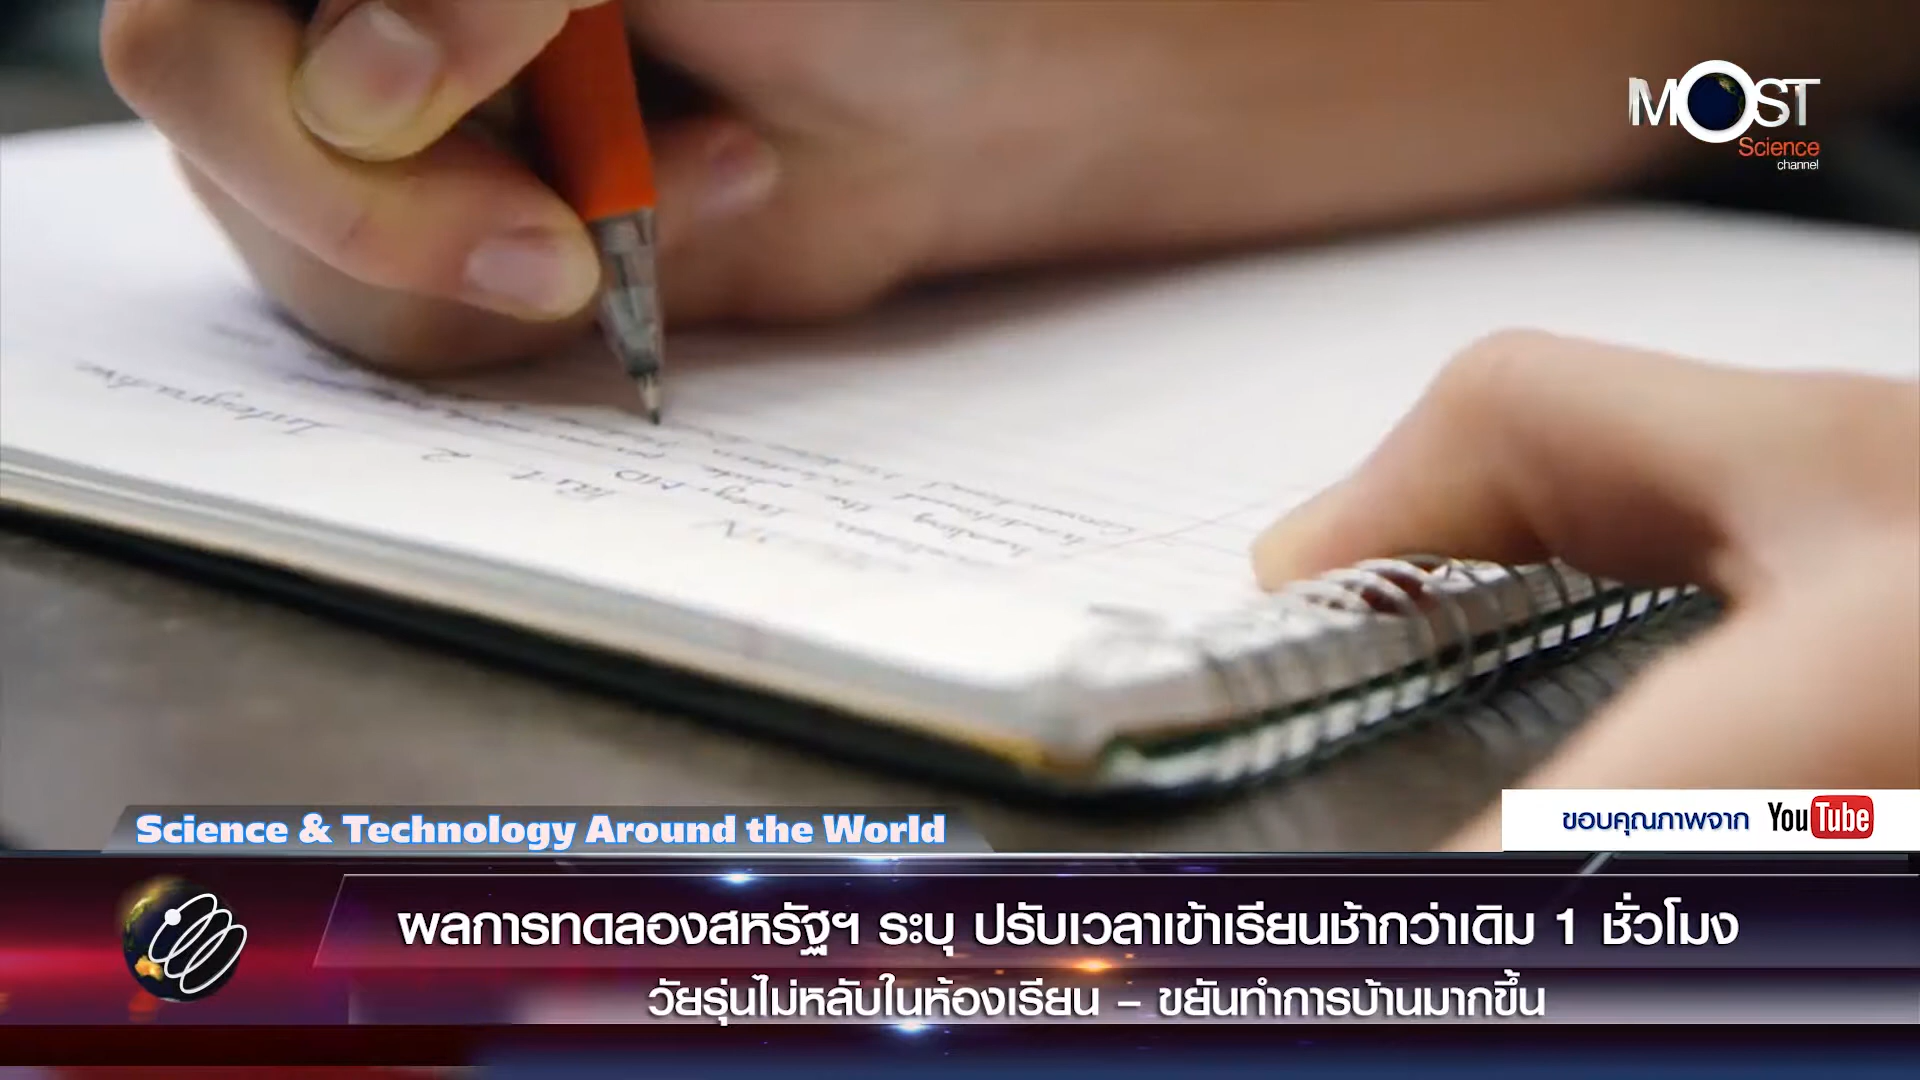 MOST
Science
channel
Science & Technology Around the World
ขอบคุณภาพจาก YouTube
ผลการทดลองสหรัฐฯ ระบุ ปรับเวลาเข้าเรียนช้ากว่าเดิม 1 ชั่วโมง
วัยรุ่นไม่หลับในห้องเรียน – ขยันทำการบ้านมากขึ้น